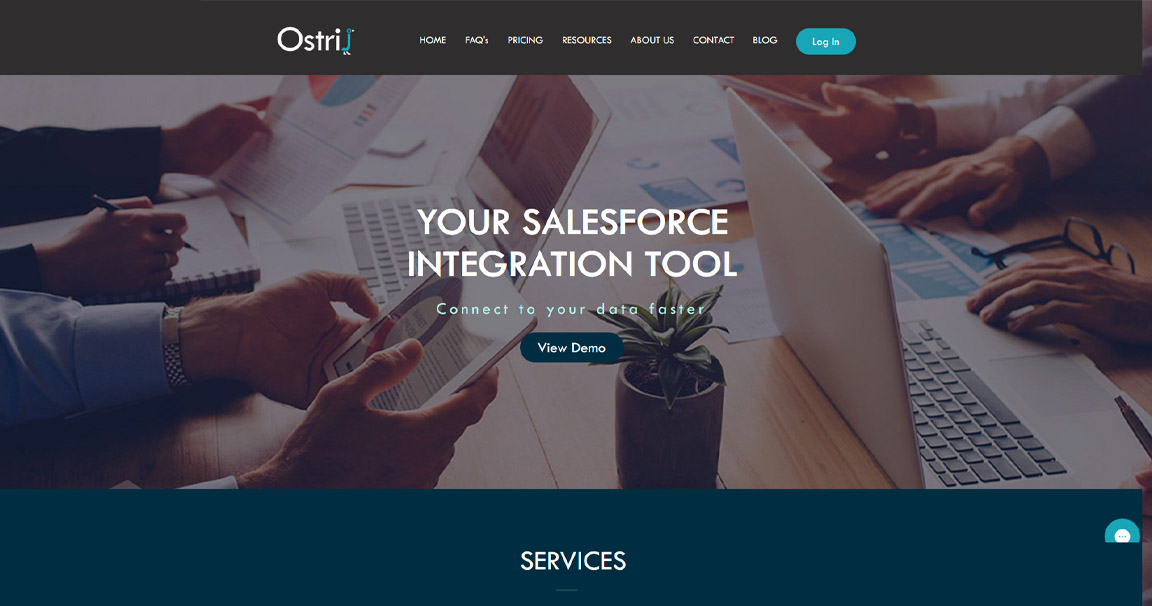 Ostrij
HOME FAQ's PRICING RESOURCES ABOUT US CONTACT BLOG Log In
YOUR SALESFORCE
INTEGRATION TOOL
Connect to your data faster
View Demo
SERVICES